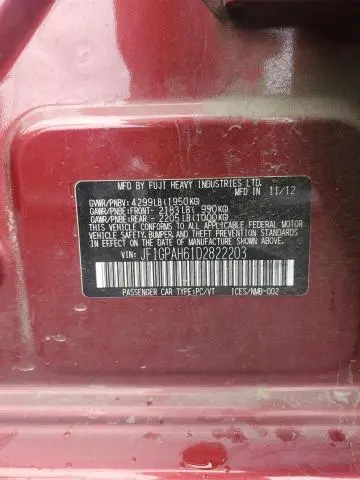 MFD. BY FUJI HEAVY INDUSTRIES LTD.
MFD IN 11/12
GVWR/PNBV: 4299LB(1950KG)
GAWR/PNBE:FRONT- 2183LB( 990KG)
GAWR/PNBE:REAR - 2205LB(1000KG)
THIS VEHICLE CONFORMS TO ALL
APPLICABLE FEDERAL MOTOR
VEHICLE SAFETY,
BUMPER, AND THEFT PREVENTION
STANDARDS IN EFFECT ON THE DATE
OF MANUFACTURE SHOWN ABOVE.
VIN: JF1GPAH61D2822203
PASSENGER CAR TYPE:PC/VT ICES/NMB-002